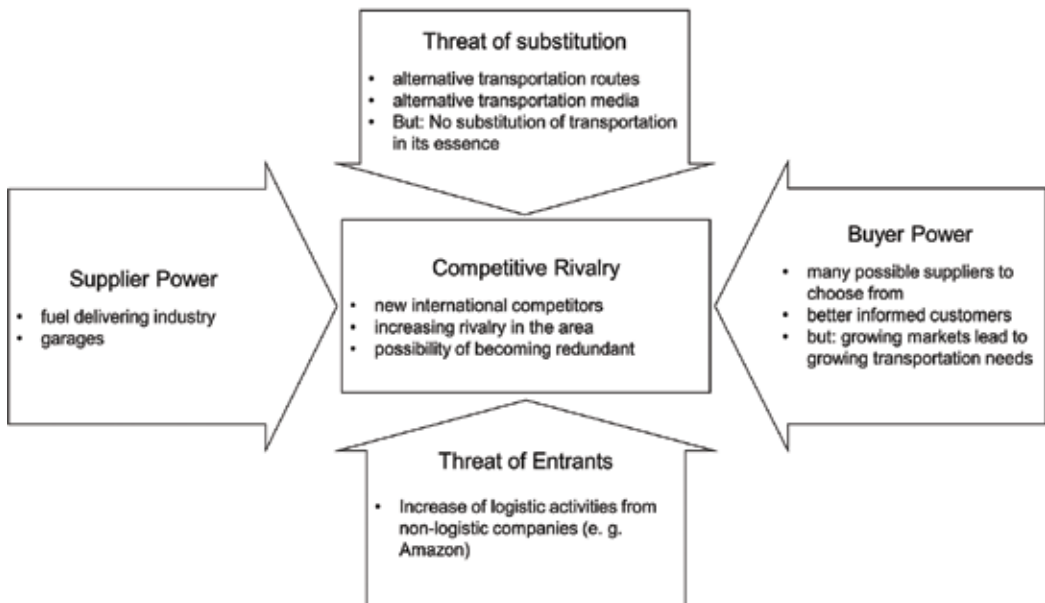 Threat of substitution
• alternative transportation routes
• alternative transportation media
• But: No substitution of transportation
in its essence
Supplier Power
• fuel delivering industry
• garages
Competitive Rivalry
• new international competitors
• increasing rivalry in the area
• possibility of becoming redundant
Buyer Power
• many possible suppliers to
choose from
• better informed customers
• but: growing markets lead to
growing transportation needs
Threat of Entrants
• Increase of logistic activities from
non-logistic companies (e. g.
Amazon)